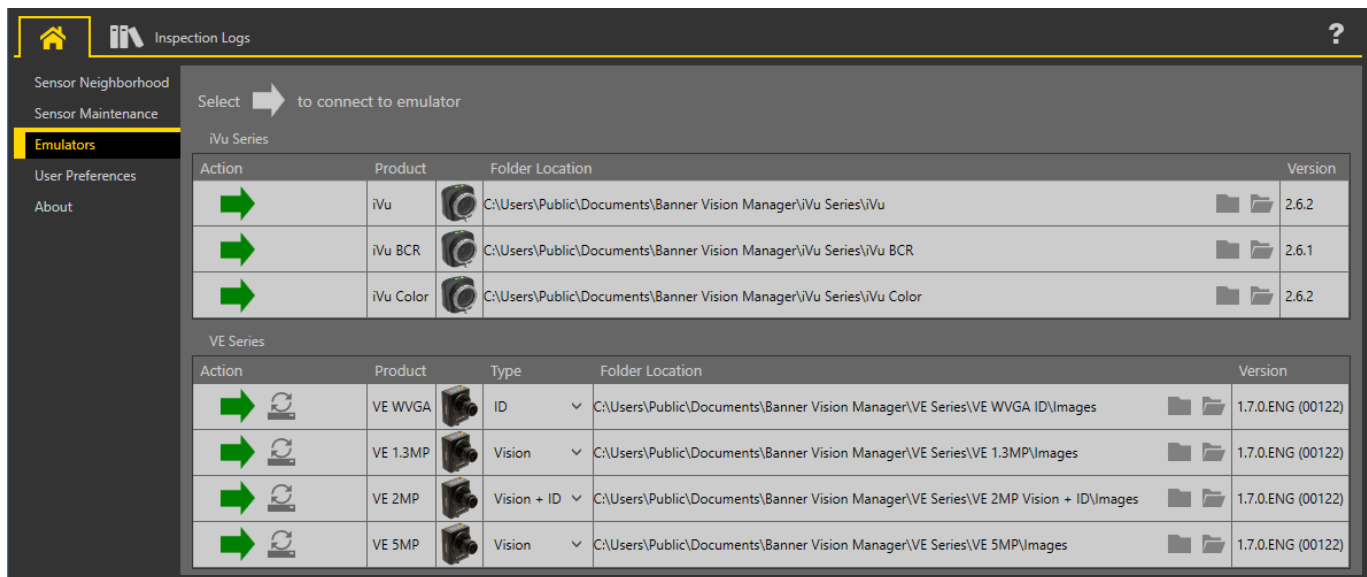 Inspection Logs
?
Sensor Neighborhood
Sensor Maintenance
Emulators
User Preferences
About
Select to connect to emulator
iVu Series
Action Product Folder Location Version
iVu C:\Users\Public\Documents\Banner Vision Manager\iVu Series\iVu 2.6.2
iVu BCR C:\Users\Public\Documents\Banner Vision Manager\iVu Series\iVu BCR 2.6.1
iVu Color C:\Users\Public\Documents\Banner Vision Manager\iVu Series\iVu Color 2.6.2
VE Series
Action Product Type Folder Location Version
VE WVGA ID C:\Users\Public\Documents\Banner Vision Manager\VE Series\VE WVGA ID\Images 1.7.0.ENG (00122)
VE 1.3MP Vision C:\Users\Public\Documents\Banner Vision Manager\VE Series\VE 1.3MP\Images 1.7.0.ENG (00122)
VE 2MP Vision + ID C:\Users\Public\Documents\Banner Vision Manager\VE Series\VE 2MP Vision + ID\Images 1.7.0.ENG (00122)
VE 5MP Vision C:\Users\Public\Documents\Banner Vision Manager\VE Series\VE 5MP\Images 1.7.0.ENG (00122)